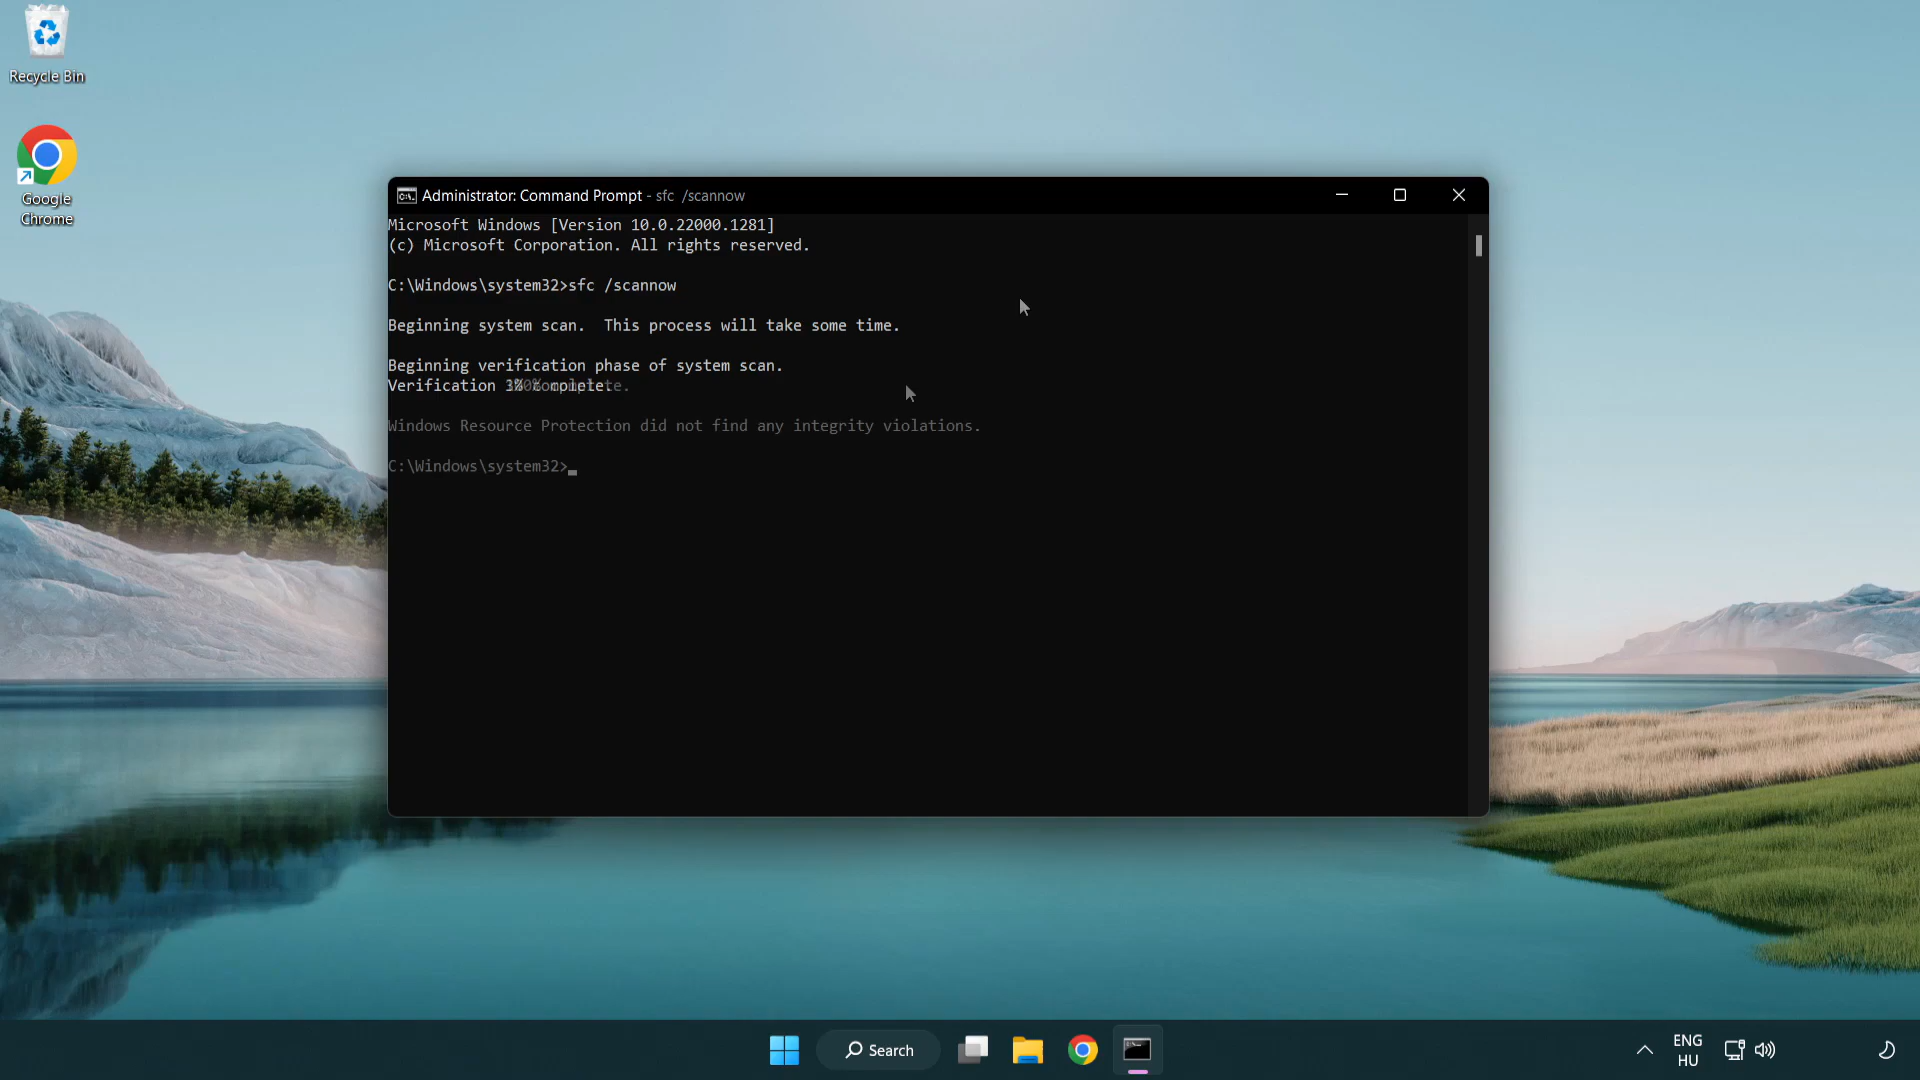 Recycle Bin
Google
Chrome
Administrator: Command Prompt - sfc /scannow
Microsoft Windows [Version 10.0.22000.1281]
(c) Microsoft Corporation. All rights reserved.
C:\Windows\system32>sfc /scannow
Beginning system scan.  This process will take some time.
Beginning verification phase of system scan.
Verification
Windows Resource Protection did not find any integrity violations.
C:\Windows\system32>_
Search
ENG
HU